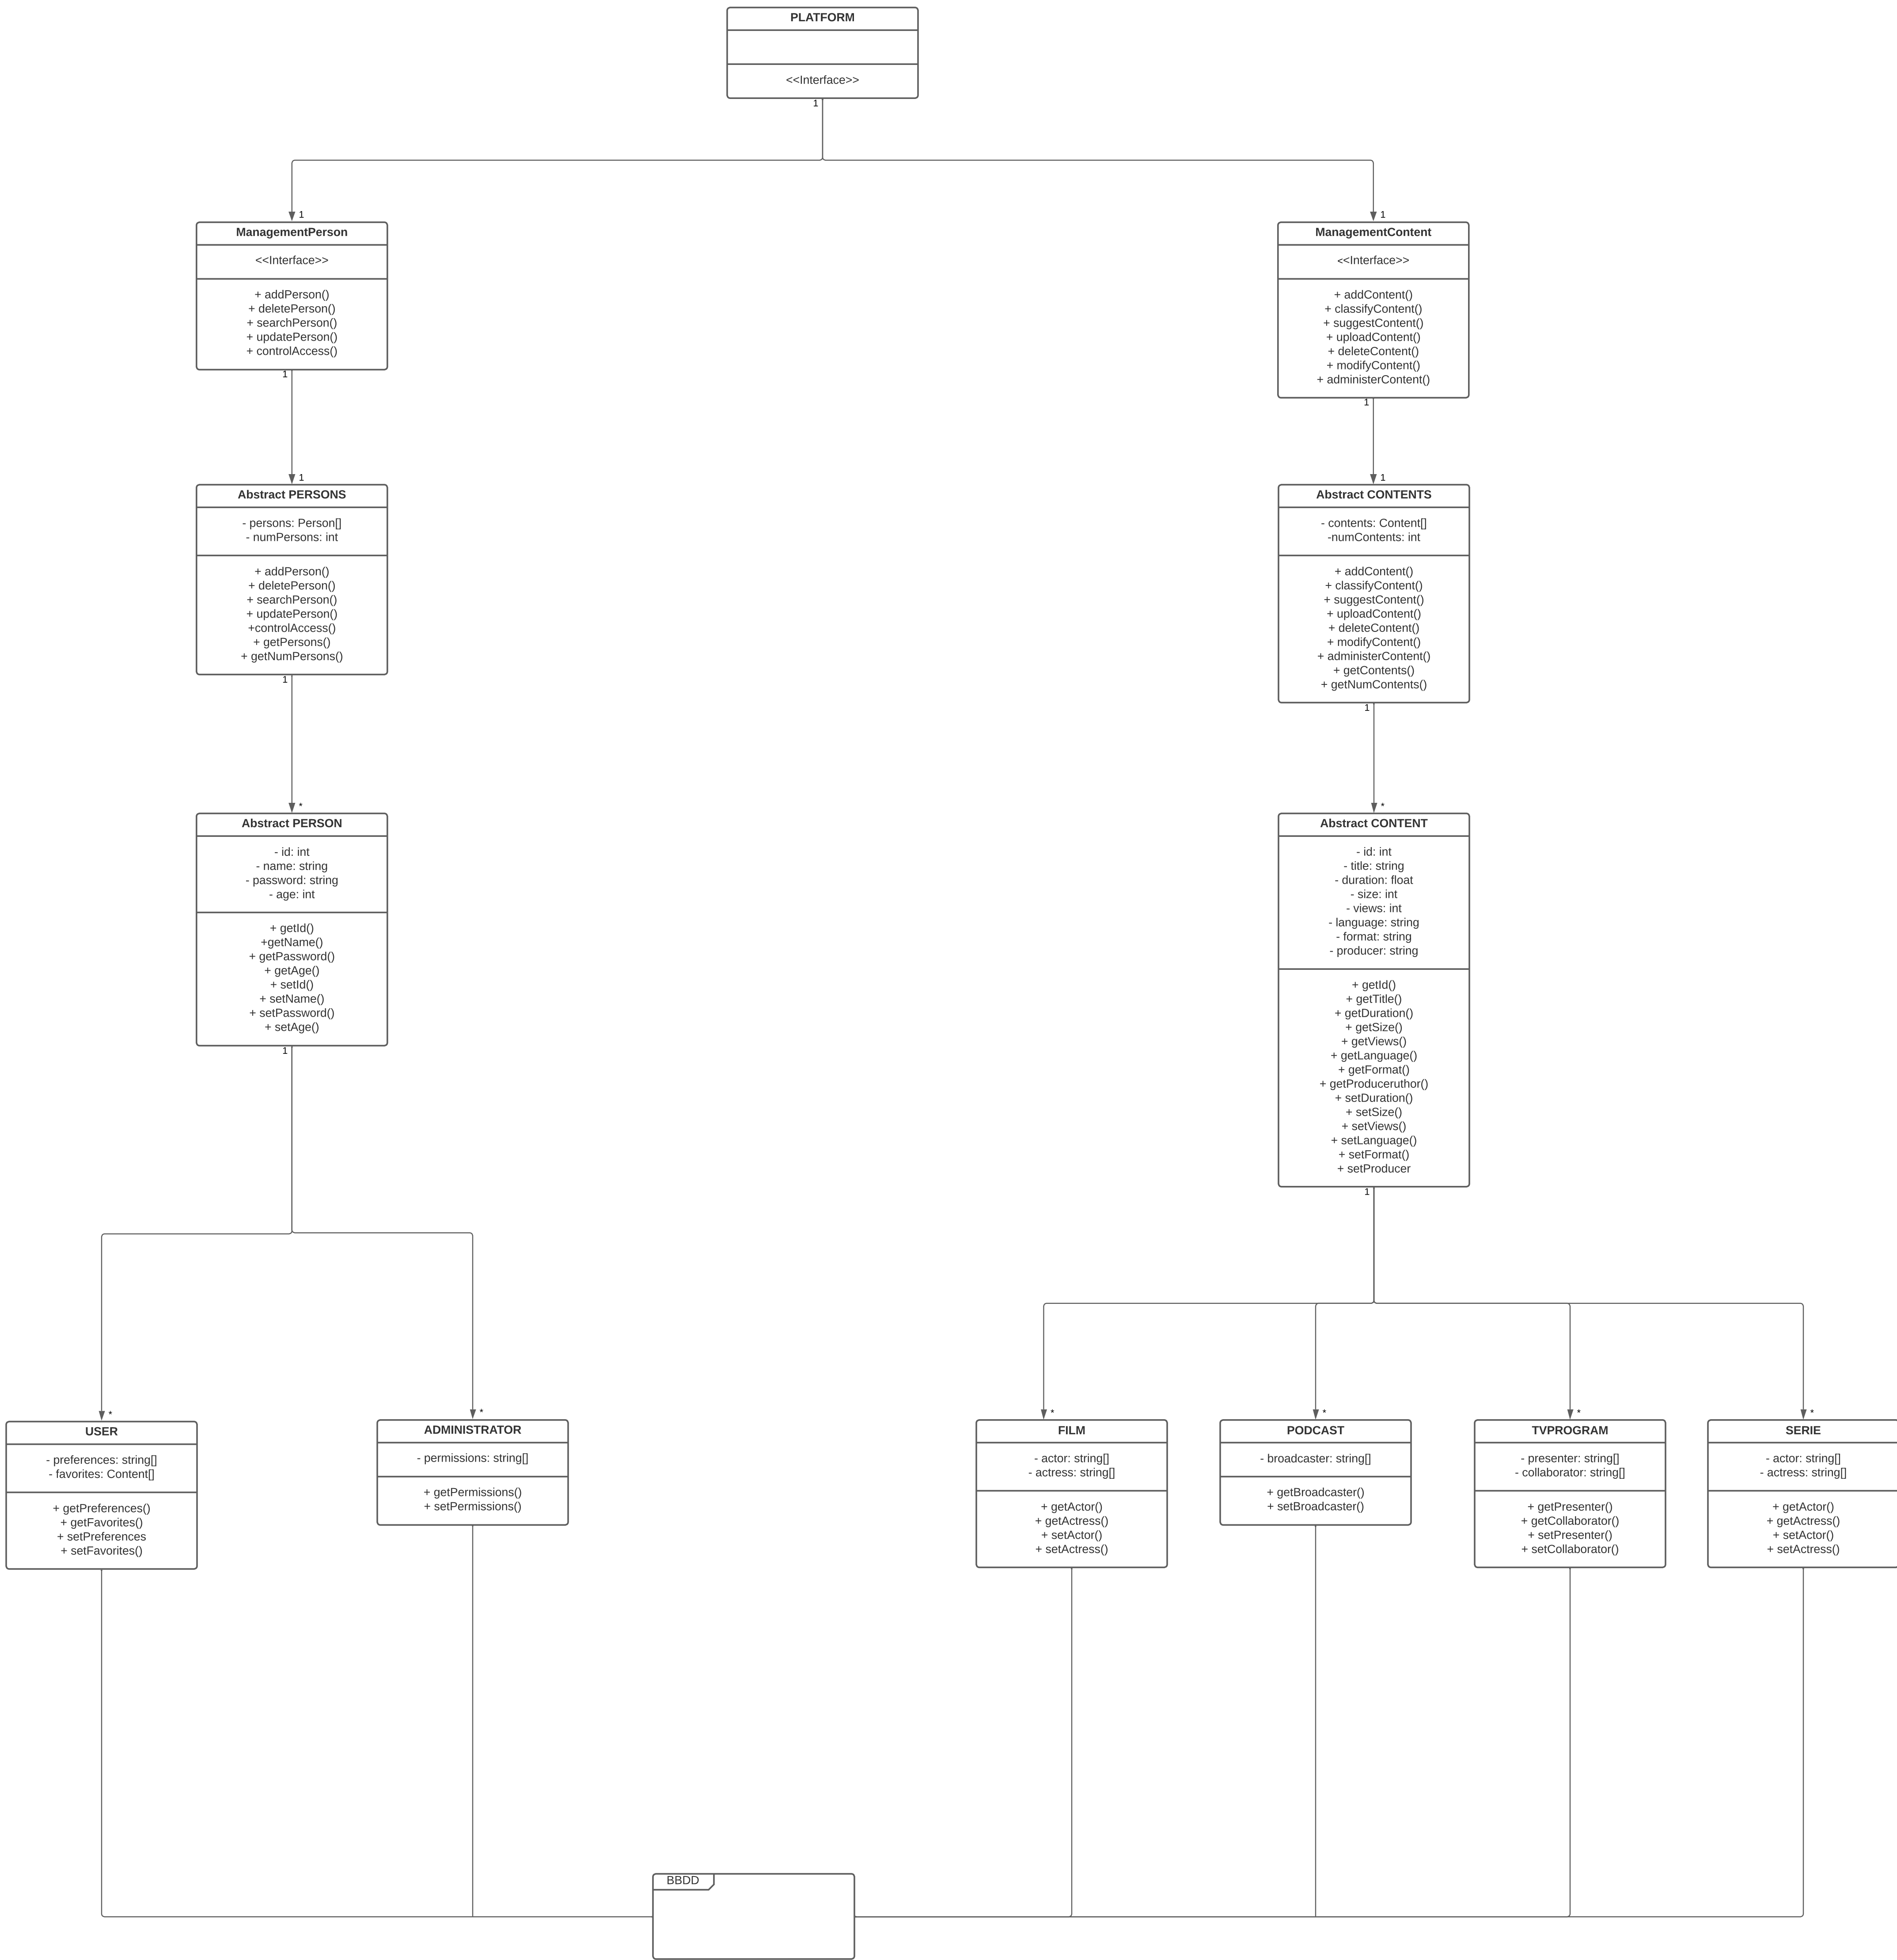 PLATFORM
<<Interface>>
1
1
1
ManagementPerson
<<Interface>>
+ addPerson()
+ deletePerson()
+ searchPerson()
+ updatePerson()
+ controlAccess()
1
ManagementContent
<<Interface>>
+ addContent()
+ classifyContent()
+ suggestContent()
+ uploadContent()
+ deleteContent()
+ modifyContent()
+ administerContent()
1
1
Abstract PERSONS
- persons: Person[]
- numPersons: int
+ addPerson()
+ deletePerson()
+ searchPerson()
+ updatePerson()
+controlAccess()
+ getPersons()
+ getNumPersons()
1
1
Abstract CONTENTS
- contents: Content[]
-numContents: int
+ addContent()
+ classifyContent()
+ suggestContent()
+ uploadContent()
+ deleteContent()
+ modifyContent()
+ administerContent()
+ getContents()
+ getNumContents()
1
*
Abstract PERSON
- id: int
- name: string
- password: string
- age: int
+ getId()
+getName()
+ getPassword()
+ getAge()
+ setId()
+ setName()
+ setPassword()
+ setAge()
1
*
Abstract CONTENT
- id: int
- title: string
- duration: float
- size: int
- views: int
- language: string
- format: string
- producer: string
+ getId()
+ getTitle()
+ getDuration()
+ getSize()
+ getViews()
+ getLanguage()
+ getFormat()
+ getProduceruthor()
+ setDuration()
+ setSize()
+ setViews()
+ setLanguage()
+ setFormat()
+ setProducer
1
*
USER
- preferences: string[]
- favorites: Content[]
+ getPreferences()
+ getFavorites()
+ setPreferences
+ setFavorites()
*
ADMINISTRATOR
- permissions: string[]
+ getPermissions()
+ setPermissions()
*
FILM
- actor: string[]
- actress: string[]
+ getActor()
+ getActress()
+ setActor()
+ setActress()
*
PODCAST
- broadcaster: string[]
+ getBroadcaster()
+ setBroadcaster()
*
TVPROGRAM
- presenter: string[]
- collaborator: string[]
+ getPresenter()
+ getCollaborator()
+ setPresenter()
+ setCollaborator()
*
SERIE
- actor: string[]
- actress: string[]
+ getActor()
+ getActress()
+ setActor()
+ setActress()
BBDD